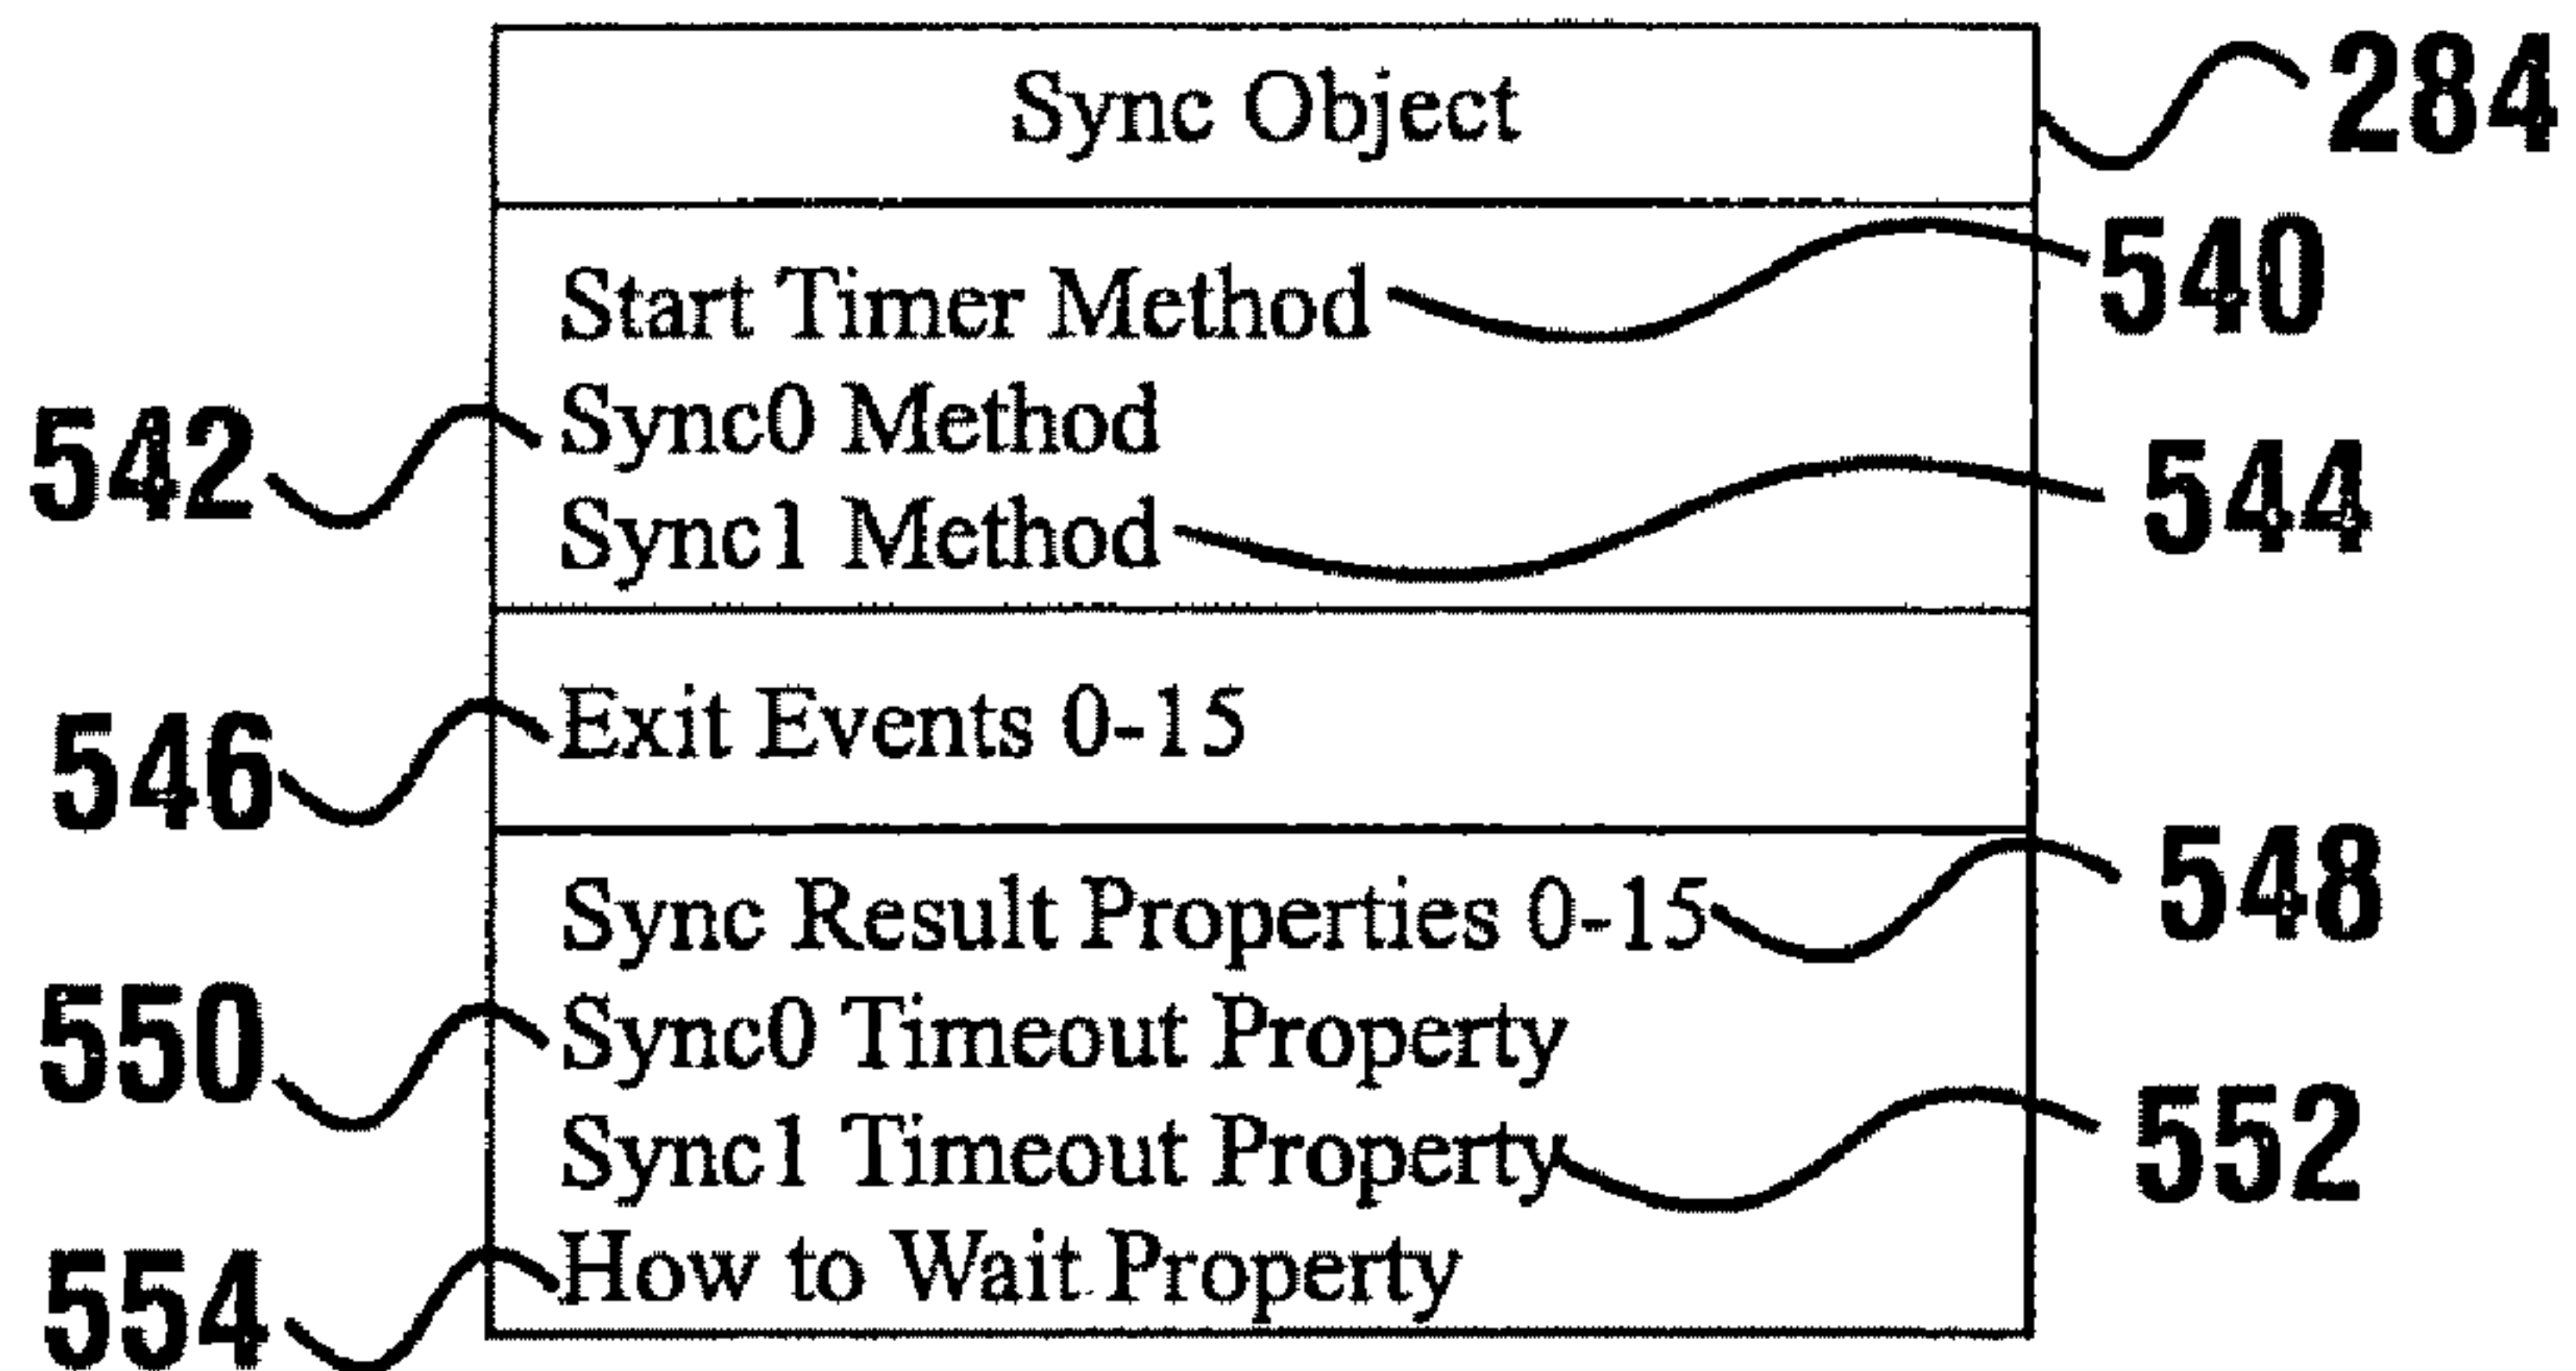 Sync Object
284
Start Timer Method
540
542
Sync0 Method
544
Sync1 Method
546
Exit Events 0-15
548
Sync Result Properties 0-15
550
Sync0 Timeout Property
552
Sync1 Timeout Property
554
How to Wait Property